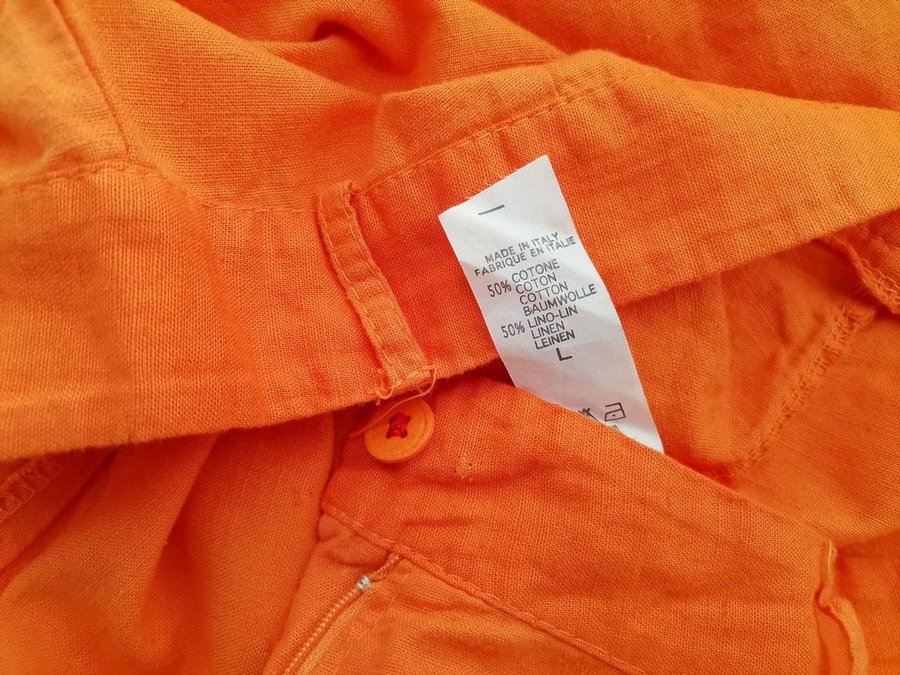 MADE IN ITALY
FABRIQUE EN ITALIE
50% COTONE
COTON
COTTON
BAUMWOLLE
50% LINO-LIN
LINEN
LEINEN
L